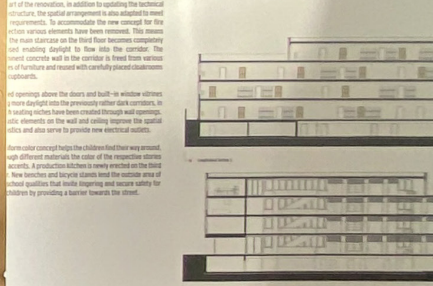 art of the renovation, in addition to updating the technical
structure, the spatial arrangement is also adapted to meet
requirements. To accommodate the new concept for fire
ection various elements have been removed. This means
the main staircase on the third floor becomes completely
sed enabling daylight to flow into the corridor. The
nent concrete wall in the corridor is freed from various
es of furniture and reused with carefully placed cloakrooms
cupboards.
ed openings above the doors and built-in window vitrines
more daylight into the previously rather dark corridors, in
h seating niches have been created through wall openings.
ustic elements on the wall and ceiling improve the spatial
istics and also serve to provide new electrical outlets.
form color concept helps the children find their way around,
ugh different materials the color of the respective stories
accents. A production kitchen is newly erected on the third
r. New benches and bicycle stands lend the outside area of
school qualities that invite lingering and secure safety for
children by providing a barrier towards the street.